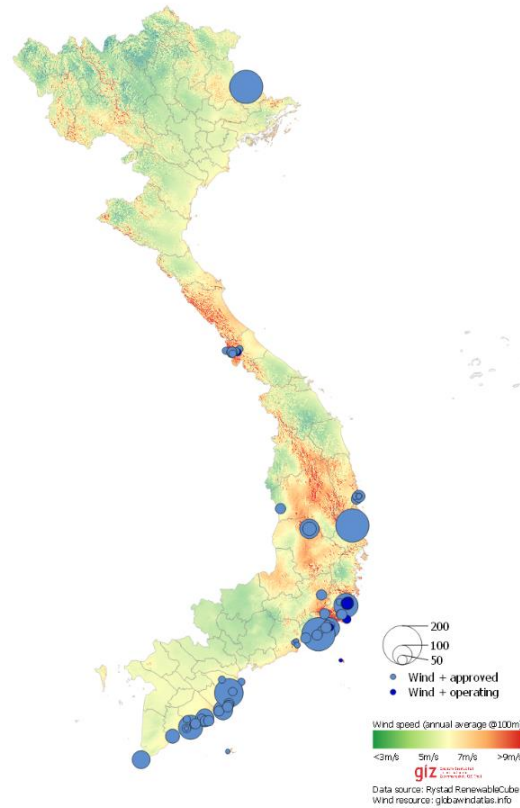 200
100
50
Wind + approved
Wind + operating
Wind speed (annual average @100m)
<3m/s 5m/s 7m/s >9m/s
giz
Data source: Rystad RenewableCube
Wind resource: globalwindatlas.info